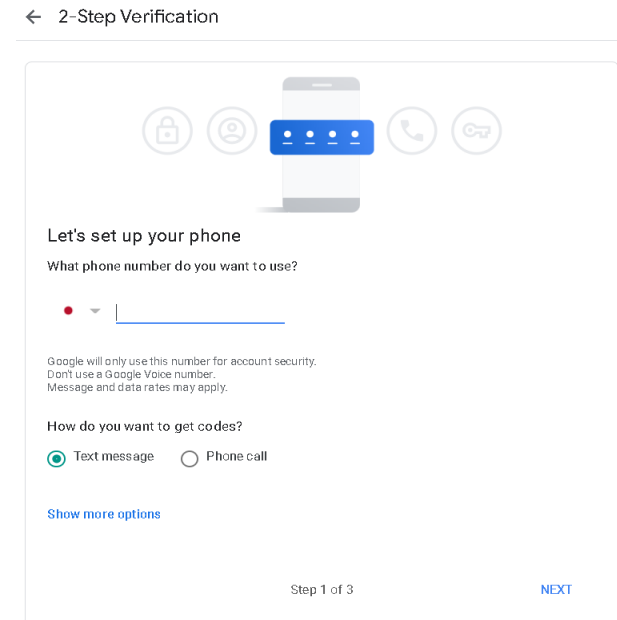 2-Step Verification
Let's set up your phone
What phone number do you want to use?
Google will only use this number for account security.
Don't use a Google Voice number.
Message and data rates may apply.
How do you want to get codes?
Text message Phone call
Show more options
Step 1 of 3 NEXT